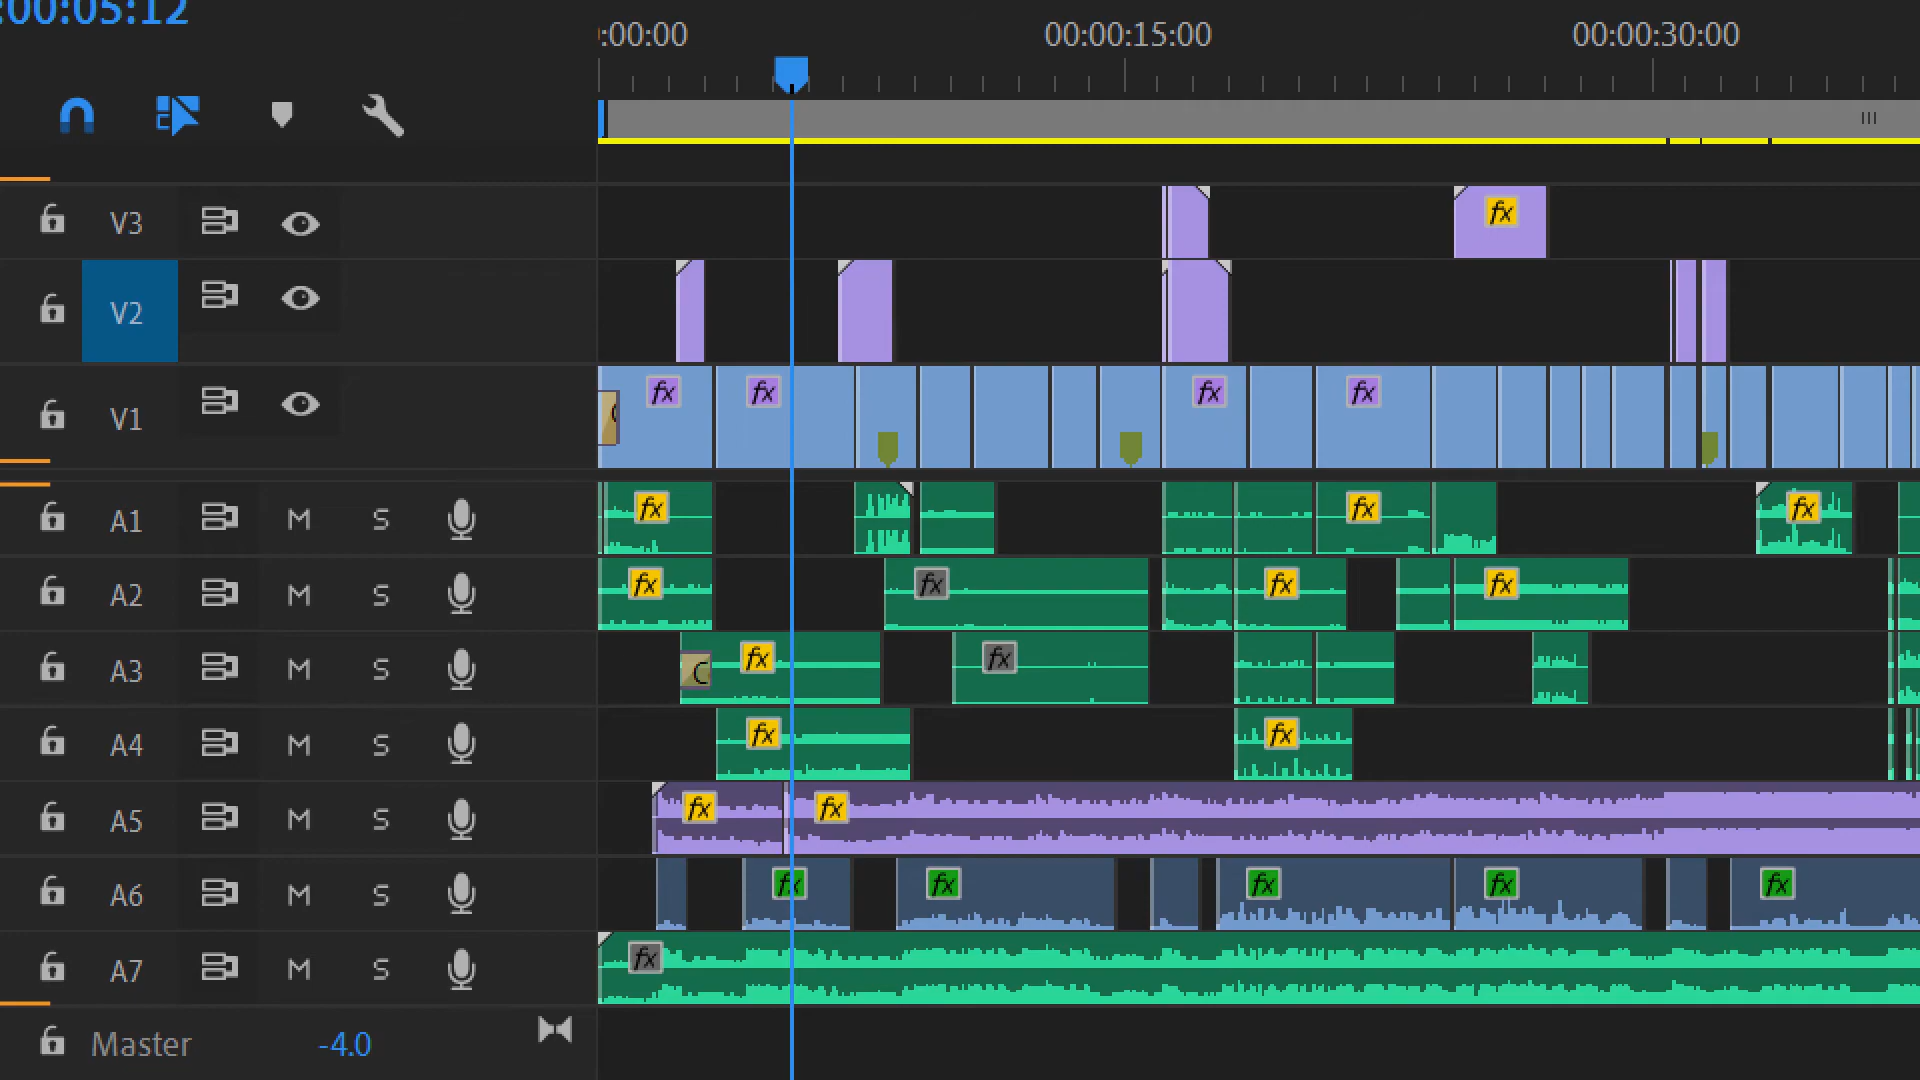 :00:05:12
:00:00 00:00:15:00 00:00:30:00
V3 fx
V2
V1 fx fx fx fx
A1 M S fx fx fx
A2 M S fx fx fx fx
A3 M S fx fx
A4 M S fx fx
A5 M S fx fx
A6 M S fx fx fx fx fx
A7 M S fx
Master -4.0